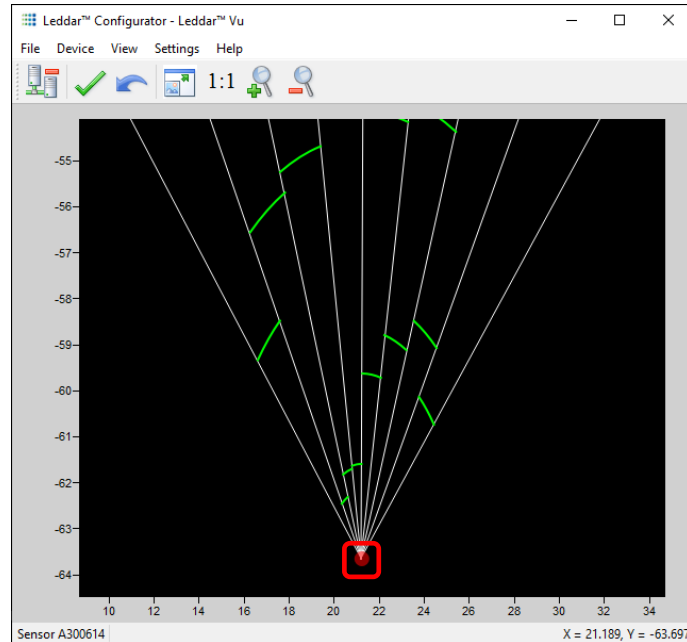 Leddar™ Configurator - Leddar™ Vu
File Device View Settings Help
1:1
-55
-56
-57
-58
-59
-60
-61
-62
-63
-64
10 12 14 16 18 20 22 24 26 28 30 32 34
Sensor A300614 X = 21.189, Y = -63.697